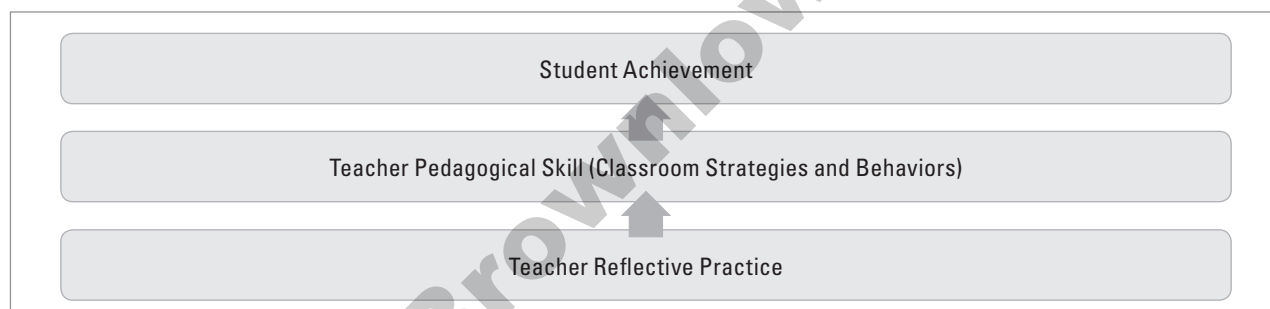 Student Achievement
Teacher Pedagogical Skill (Classroom Strategies and Behaviors)
Teacher Reflective Practice